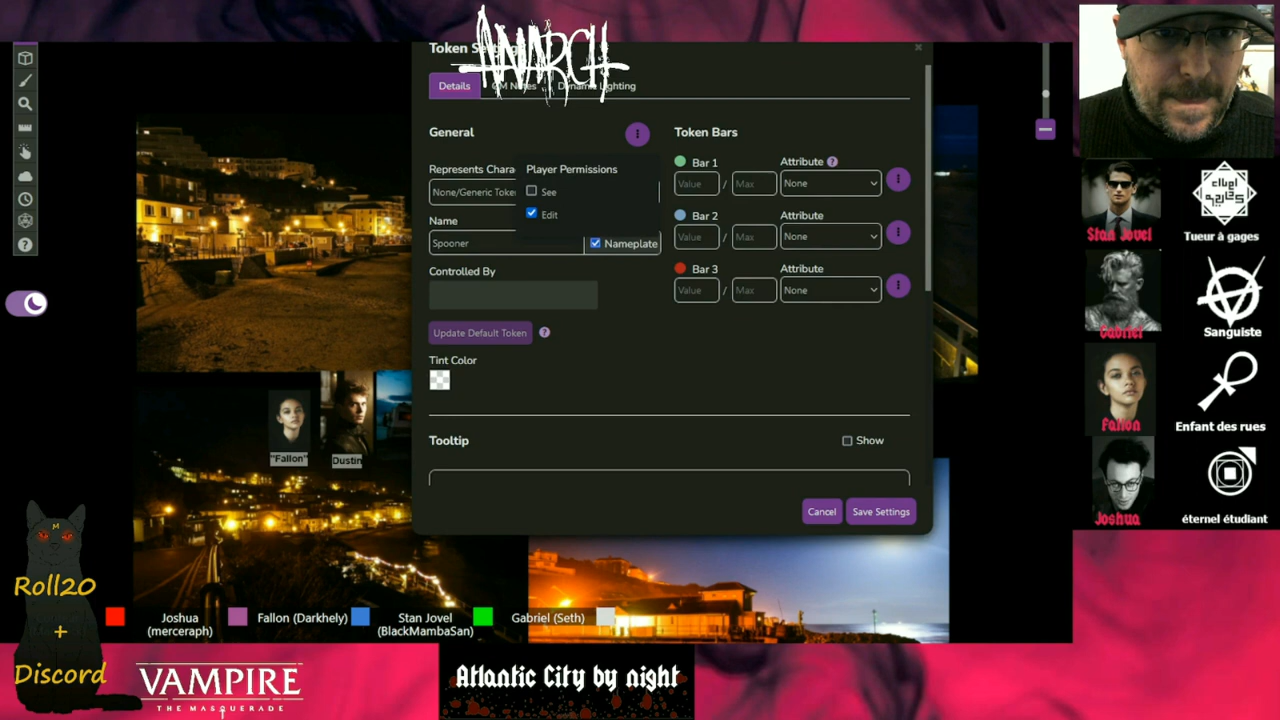 ANARCH
Token Se
Details
GM Notes
Dynamic Lighting
General
Represents Chara
None/Generic Toke
Player Permissions
See
Edit
Name
Spooner
Nameplate
Controlled By
Update Default Token
?
Tint Color
Token Bars
Bar 1
Attribute ?
Value / Max None
Bar 2
Attribute
Value / Max None
Bar 3
Attribute
Value / Max None
Tooltip
Show
Cancel
Save Settings
"Fallon"
Dustin
Stan Jovel
Tueur à gages
Gabriel
Sanguiste
Fallon
Enfant des rues
Joshua
éternel étudiant
M
Roll20
+
Discord
Joshua
(merceraph)
Fallon (Darkhely)
Stan Jovel
(BlackMambaSan)
Gabriel (Seth)
VAMPIRE
THE MASQUERADE
Atlantic City by night